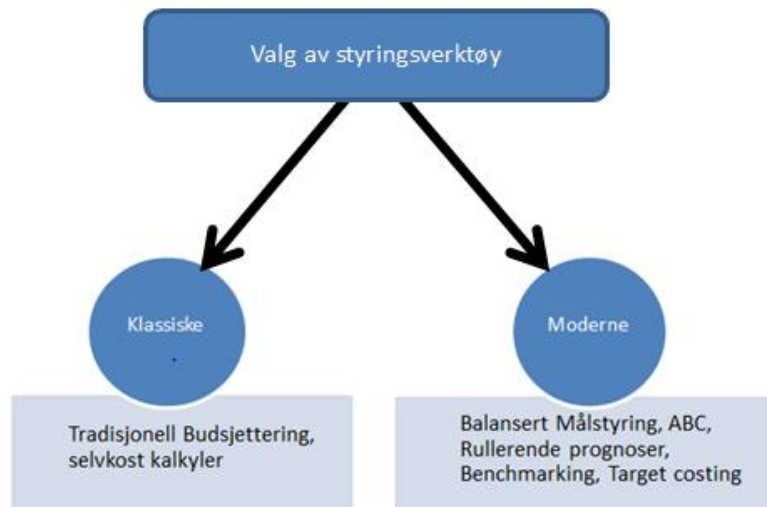 Valg av styringsverktøy
Klassiske
Moderne
Tradisjonell Budsjettering,
selvkost kalkyler
Balansert Målstyring, ABC,
Rullerende prognoser,
Benchmarking, Target costing